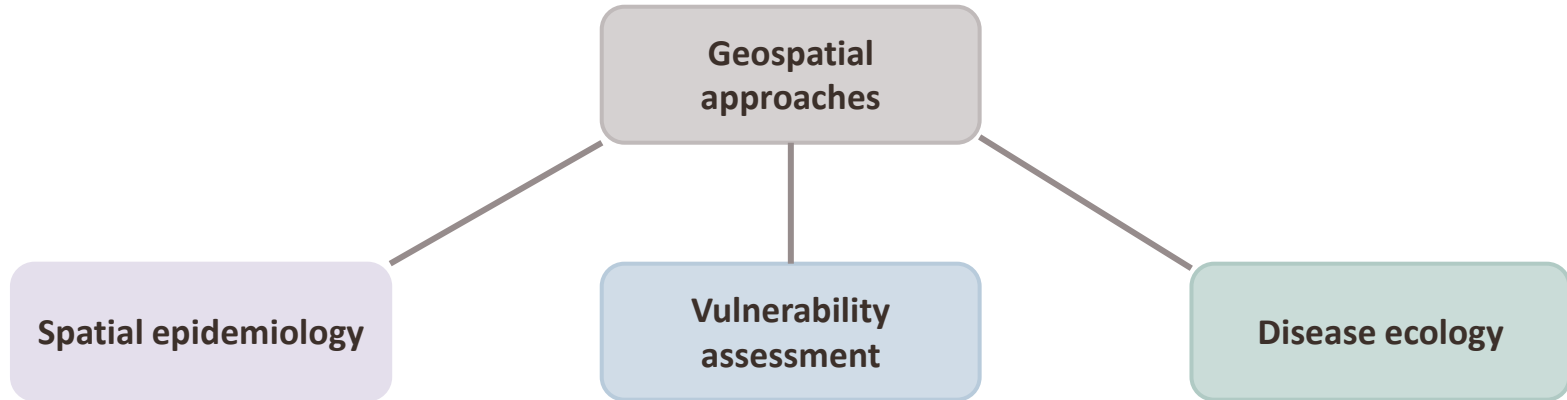 Geospatial
approaches
Spatial epidemiology
Vulnerability
assessment
Disease ecology